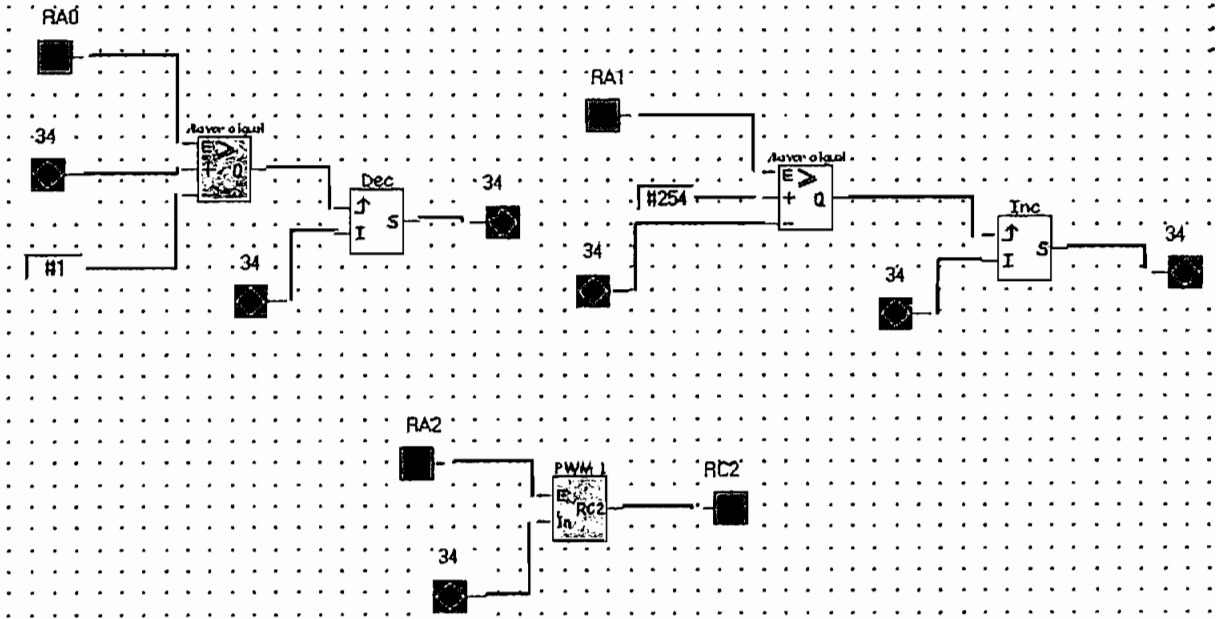 RA0
34
Mayor o igual
E > + Q -
#1
34
Dec
I S
34
RA1
#254
34
Mayor o igual
E > + Q -
34
Inc
I S
34
RA2
34
PWM 1
E RC2
In
RC2